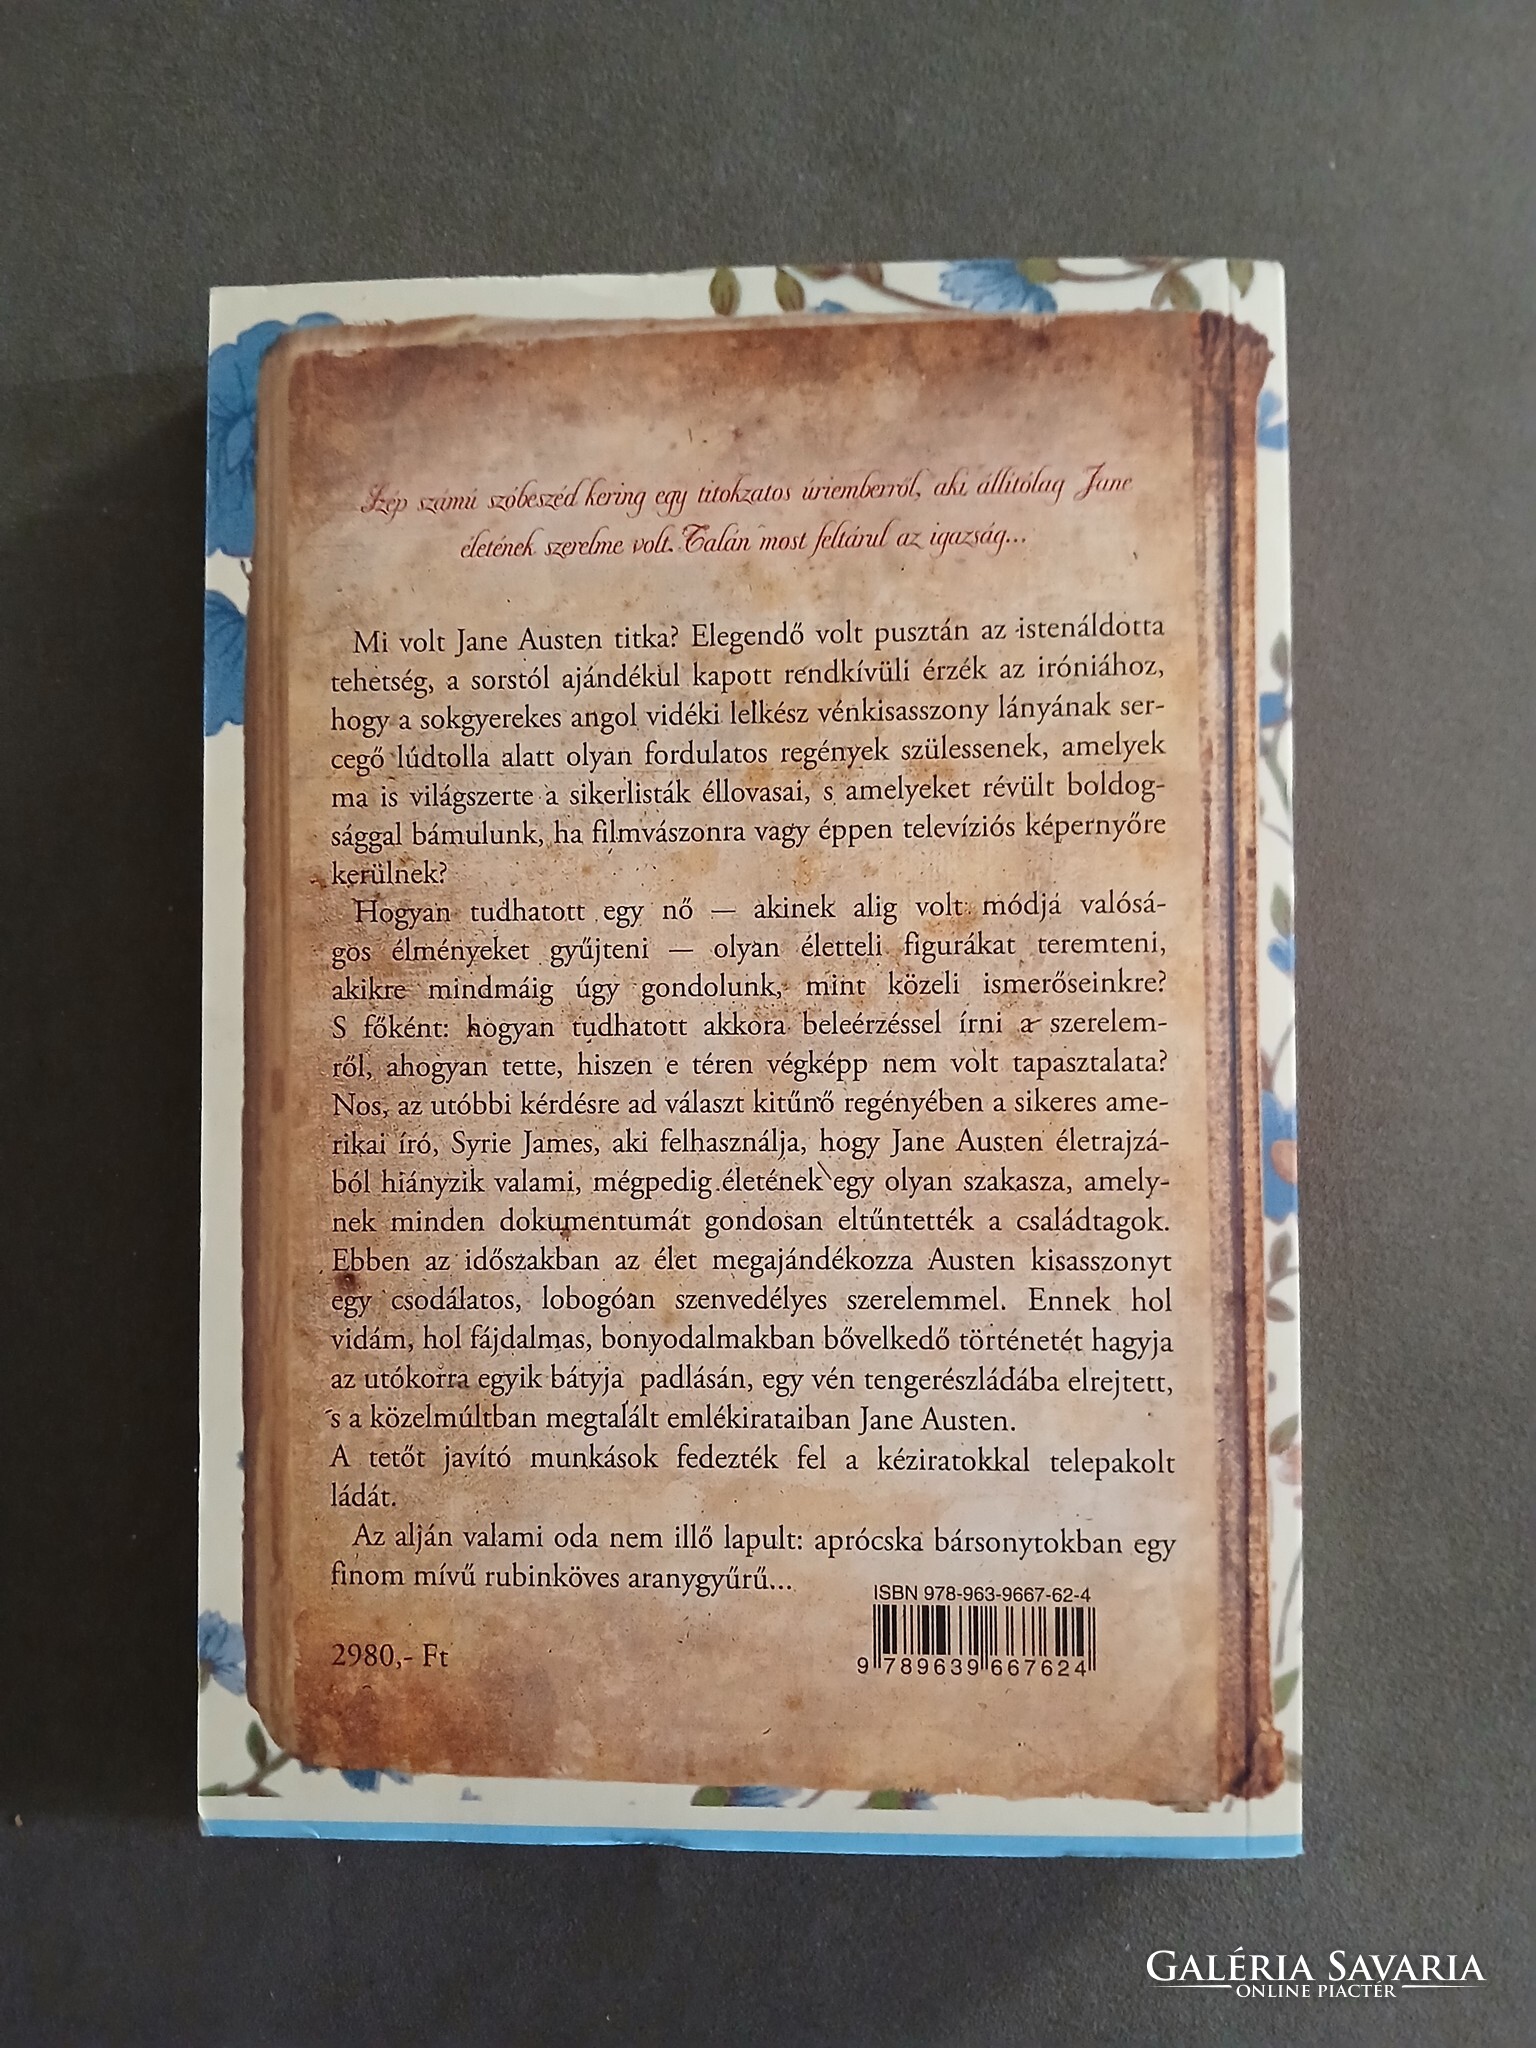 Szép számú szóbeszéd kering egy titokzatos úriemberről, aki állítólag Jane
életének szerelme volt. Talán most feltárul az igazság...
Mi volt Jane Austen titka? Elegendő volt pusztán az istenáldotta
tehetség, a sorstól ajándékul kapott rendkívüli érzék az iróniához,
hogy a sokgyerekes angol vidéki lelkész vénkisasszony lányának ser-
cegő lúdtolla alatt olyan fordulatos regények szülessenek, amelyek
ma is világszerte a sikerlisták éllovasai, s amelyeket révült boldog-
sággal bámulunk, ha filmvászonra vagy éppen televíziós képernyőre
kerülnek?
Hogyan tudhatott egy nő — akinek alig volt módja valósá-
gos élményeket gyűjteni — olyan életteli figurákat teremteni,
akikre mindmáig úgy gondolunk, mint közeli ismerőseinkre?
S főként: hogyan tudhatott akkora beleérzéssel írni a szerelem-
ről, ahogyan tette, hiszen e téren végképp nem volt tapasztalata?
Nos, az utóbbi kérdésre ad választ kitűnő regényében a sikeres ame-
rikai író, Syrie James, aki felhasználja, hogy Jane Austen életrajzá-
ból hiányzik valami, mégpedig életének egy olyan szakasza, amely-
nek minden dokumentumát gondosan eltűntették a családtagok.
Ebben az időszakban az élet megajándékozza Austen kisasszonyt
egy csodálatos, lobogóan szenvedélyes szerelemmel. Ennek hol
vidám, hol fájdalmas, bonyodalmakban bővelkedő történetét hagyja
az utókorra egyik bátyja padlásán, egy vén tengerészládába elrejtett,
s a közelmúltban megtalált emlékirataiban Jane Austen.
A tetőt javító munkások fedezték fel a kéziratokkal telepakolt
ládát.
Az alján valami oda nem illő lapult: aprócska bársonytokban egy
finom mívű rubinköves aranygyűrű...
ISBN 978-963-9667-62-4
2980,- Ft
9 789639 667624
GALÉRIA SAVARIA
ONLINE PIACTÉR